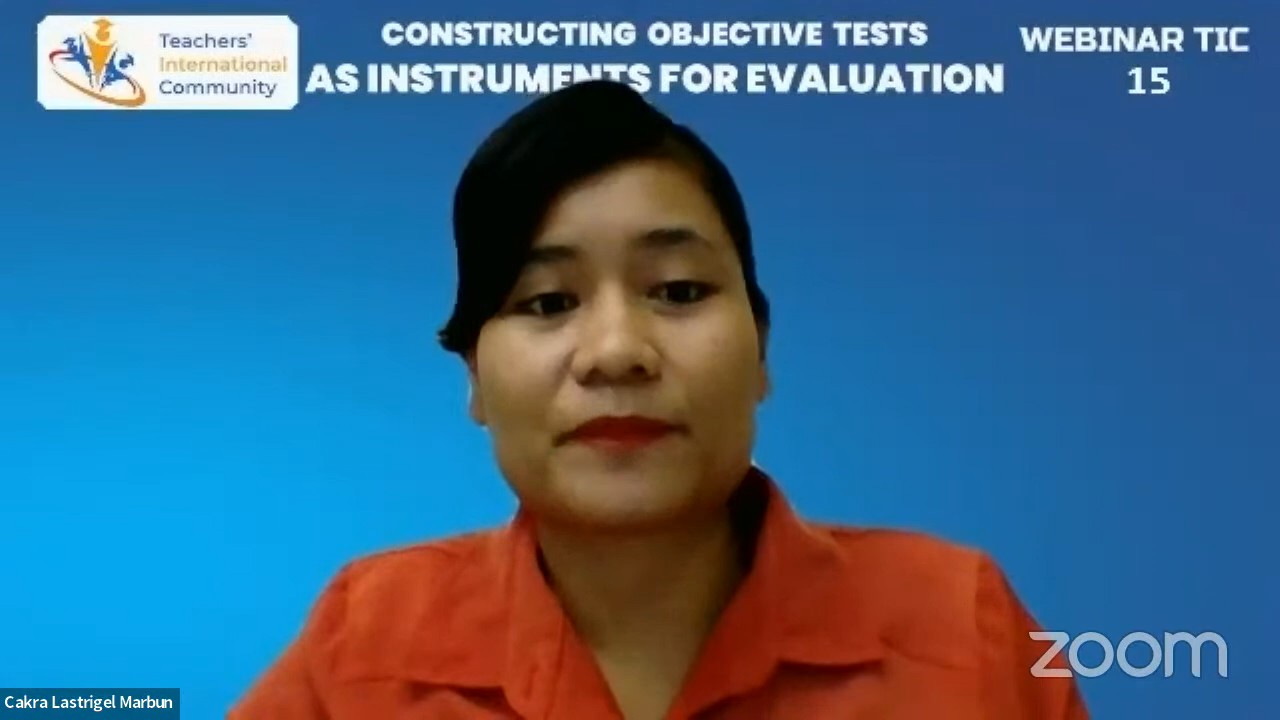 Teachers'
International
Community
CONSTRUCTING OBJECTIVE TESTS
AS INSTRUMENTS FOR EVALUATION
WEBINAR TIC
15
zoom
Cakra Lastrigel Marbun